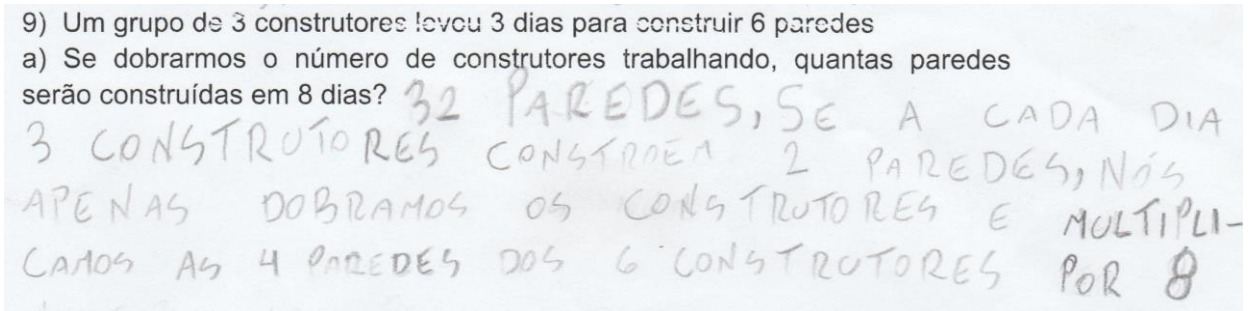 9) Um grupo de 3 construtores levou 3 dias para construir 6 paredes
a) Se dobrarmos o número de construtores trabalhando, quantas paredes
serão construídas em 8 dias? 32 PAREDES, SE A CADA DIA
3 CONSTRUTORES CONSTROEM 2 PAREDES, NÓS
APENAS DOBRAMOS OS CONSTRUTORES E MULTIPLI-
CAMOS AS 4 PAREDES DOS 6 CONSTRUTORES POR 8